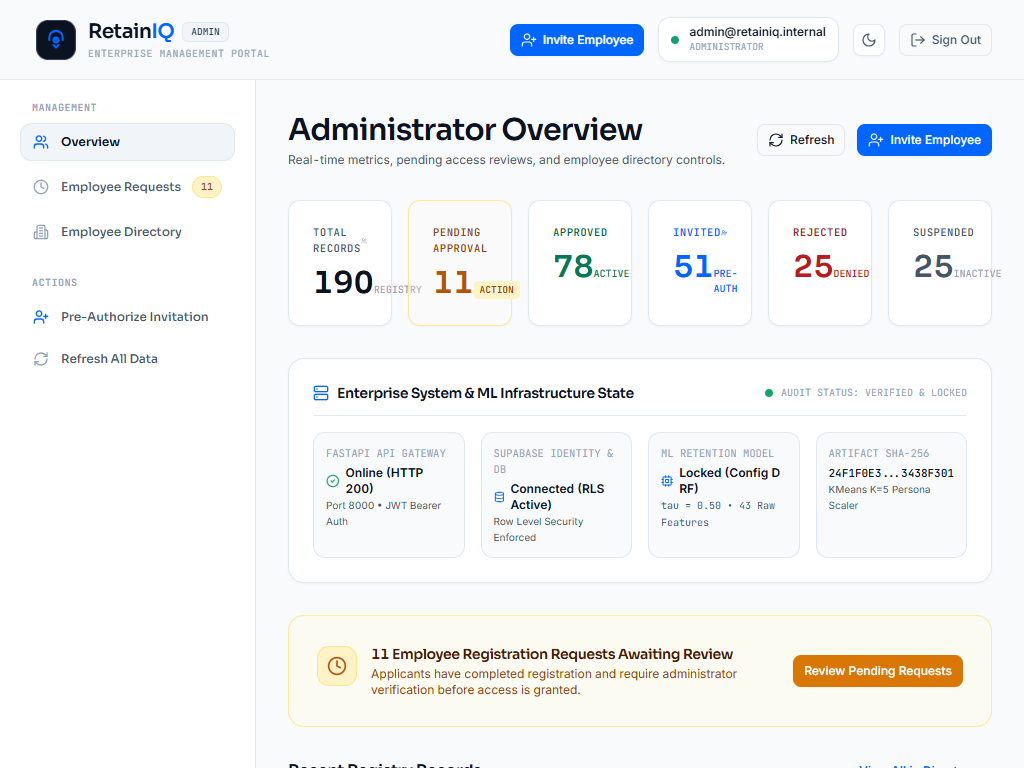 RetainIQ ADMIN
ENTERPRISE MANAGEMENT PORTAL
Invite Employee
admin@retainiq.internal
ADMINISTRATOR
Sign Out
MANAGEMENT
Overview
Employee Requests 11
Employee Directory
ACTIONS
Pre-Authorize Invitation
Refresh All Data
Administrator Overview
Real-time metrics, pending access reviews, and employee directory controls.
Refresh
Invite Employee
TOTAL
RECORDS
190 REGISTRY
PENDING
APPROVAL
11 ACTION
APPROVED
78 ACTIVE
INVITED
51 PRE-
AUTH
REJECTED
25 DENIED
SUSPENDED
25 INACTIVE
Enterprise System & ML Infrastructure State
AUDIT STATUS: VERIFIED & LOCKED
FASTAPI API GATEWAY
Online (HTTP
200)
Port 8000 • JWT Bearer
Auth
SUPABASE IDENTITY &
DB
Connected (RLS
Active)
Row Level Security
Enforced
ML RETENTION MODEL
Locked (Config D
RF)
tau = 0.50 • 43 Raw
Features
ARTIFACT SHA-256
24F1F0E3...3438F301
KMeans K=5 Persona
Scaler
11 Employee Registration Requests Awaiting Review
Applicants have completed registration and require administrator
verification before access is granted.
Review Pending Requests
Recent Registry Records